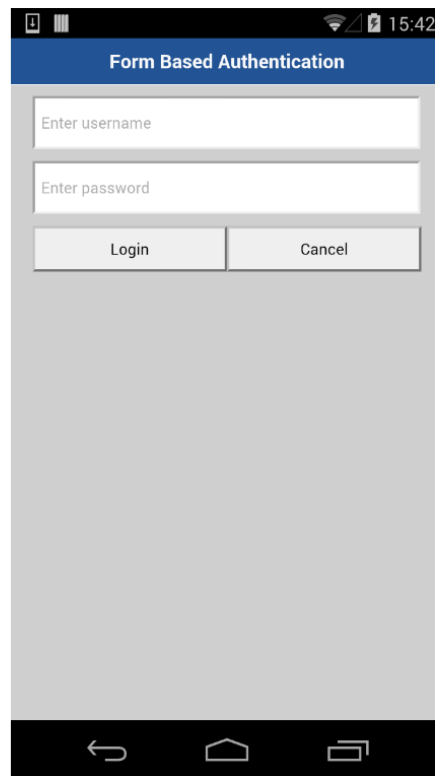 15:42
Form Based Authentication
Enter username
Enter password
Login Cancel